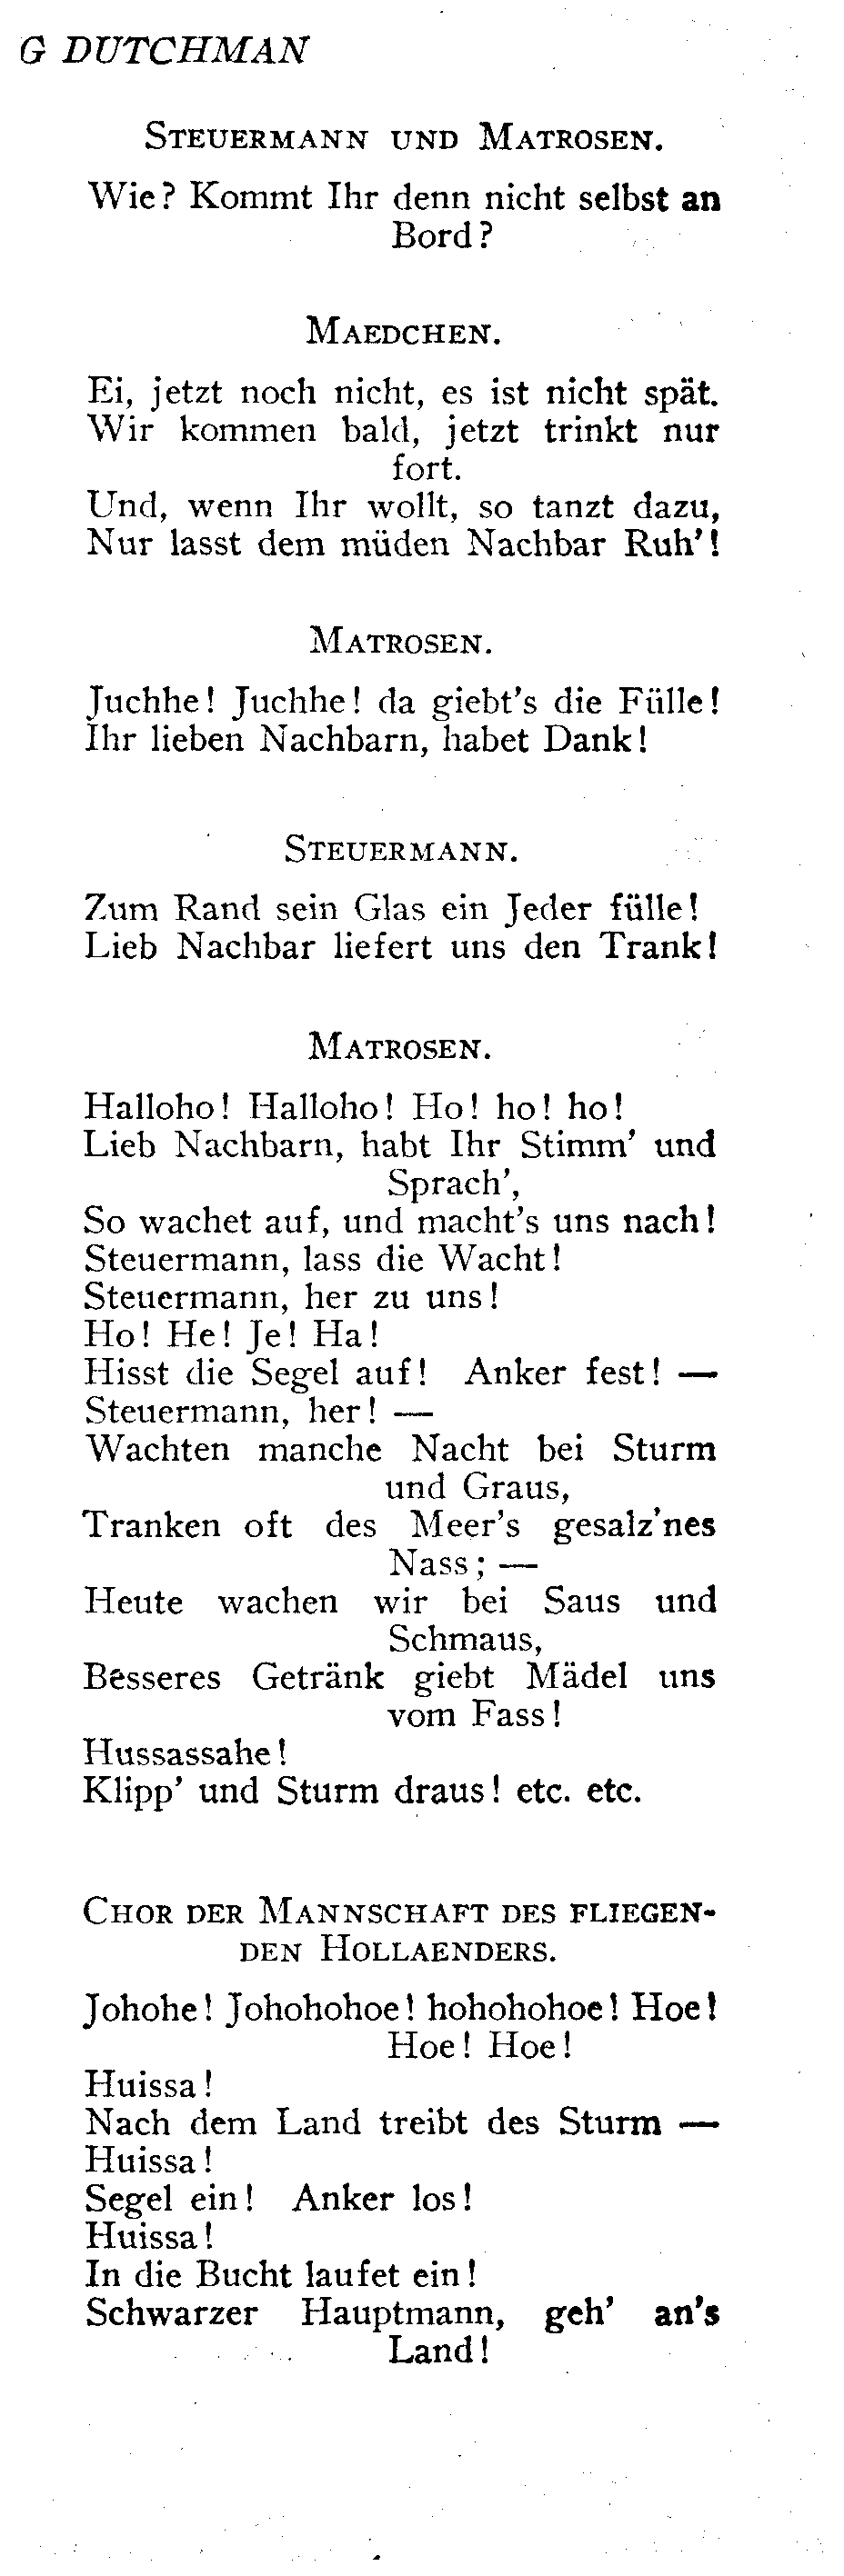 G DUTCHMAN
STEUERMANN UND MATROSEN.
Wie? Kommt Ihr denn nicht selbst an
Bord?
MAEDCHEN.
Ei, jetzt noch nicht, es ist nicht spät.
Wir kommen bald, jetzt trinkt nur
fort.
Und, wenn Ihr wollt, so tanzt dazu,
Nur lasst dem müden Nachbar Ruh'!
MATROSEN.
Juchhe! Juchhe! da giebt's die Fülle!
Ihr lieben Nachbarn, habet Dank!
STEUERMANN.
Zum Rand sein Glas ein Jeder fülle!
Lieb Nachbar liefert uns den Trank!
MATROSEN.
Halloho! Halloho! Ho! ho! ho!
Lieb Nachbarn, habt Ihr Stimm' und
Sprach',
So wachet auf, und macht's uns nach!
Steuermann, lass die Wacht!
Steuermann, her zu uns!
Ho! He! Je! Ha!
Hisst die Segel auf! Anker fest! —
Steuermann, her! —
Wachten manche Nacht bei Sturm
und Graus,
Tranken oft des Meer's gesalz'nes
Nass; —
Heute wachen wir bei Saus und
Schmaus,
Besseres Getränk giebt Mädel uns
vom Fass!
Hussassahe!
Klipp' und Sturm draus! etc. etc.
CHOR DER MANNSCHAFT DES FLIEGEN-
DEN HOLLAENDERS.
Johohe! Johohohoe! hohohohoe! Hoe!
Hoe! Hoe!
Huissa!
Nach dem Land treibt des Sturm —
Huissa!
Segel ein! Anker los!
Huissa!
In die Bucht laufet ein!
Schwarzer Hauptmann, geh' an's
Land!